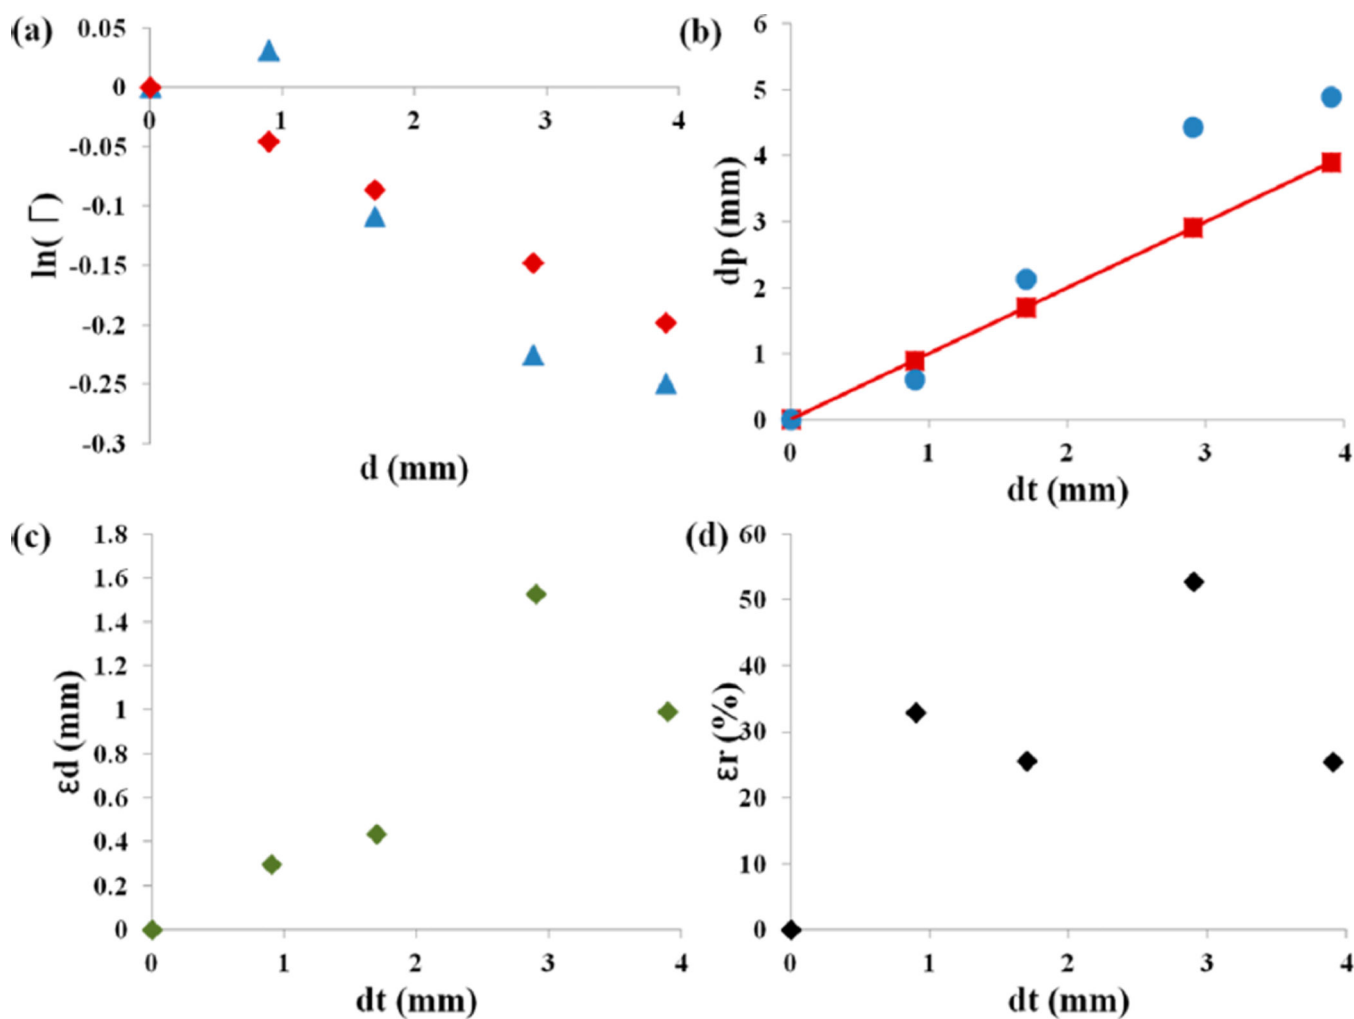 (a)
0.05
0
-0.05
-0.1
-0.15
-0.2
-0.25
-0.3
ln( Γ)
0 1 2 3 4
d (mm)
(b)
6
5
4
3
2
1
0
dp (mm)
0 1 2 3 4
dt (mm)
(c)
1.8
1.6
1.4
1.2
1
0.8
0.6
0.4
0.2
0
εd (mm)
0 1 2 3 4
dt (mm)
(d)
60
50
40
30
20
10
0
εr (%)
0 1 2 3 4
dt (mm)